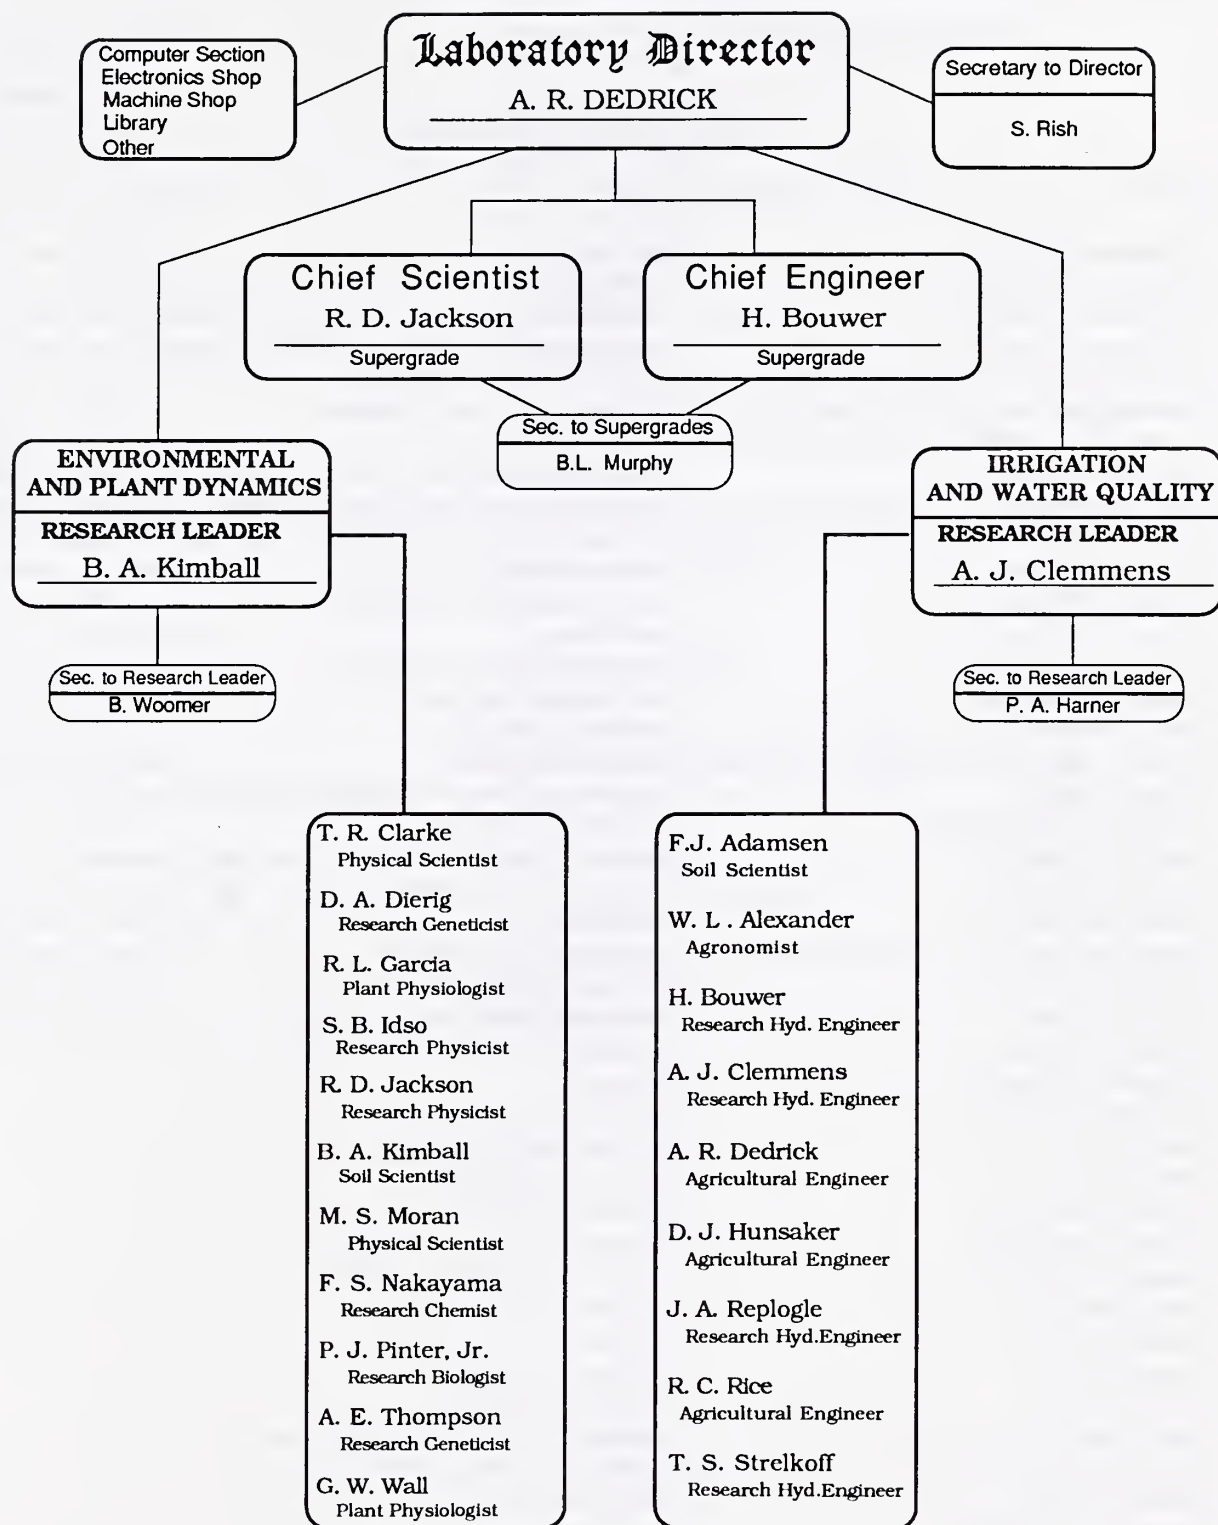 Computer Section
Electronics Shop
Machine Shop
Library
Other
Laboratory Director
A. R. DEDRICK
Secretary to Director
S. Rish
Chief Scientist
R. D. Jackson
Supergrade
Chief Engineer
H. Bouwer
Supergrade
Sec. to Supergrades
B.L. Murphy
ENVIRONMENTAL
AND PLANT DYNAMICS
RESEARCH LEADER
B. A. Kimball
Sec. to Research Leader
B. Woomer
IRRIGATION
AND WATER QUALITY
RESEARCH LEADER
A. J. Clemmens
Sec. to Research Leader
P. A. Harner
T. R. Clarke
Physical Scientist
D. A. Dierig
Research Geneticist
R. L. Garcia
Plant Physiologist
S. B. Idso
Research Physicist
R. D. Jackson
Research Physicist
B. A. Kimball
Soil Scientist
M. S. Moran
Physical Scientist
F. S. Nakayama
Research Chemist
P. J. Pinter, Jr.
Research Biologist
A. E. Thompson
Research Geneticist
G. W. Wall
Plant Physiologist
F.J. Adamsen
Soil Scientist
W. L . Alexander
Agronomist
H. Bouwer
Research Hyd. Engineer
A. J. Clemmens
Research Hyd. Engineer
A. R. Dedrick
Agricultural Engineer
D. J. Hunsaker
Agricultural Engineer
J. A. Replogle
Research Hyd.Engineer
R. C. Rice
Agricultural Engineer
T. S. Strelkoff
Research Hyd.Engineer